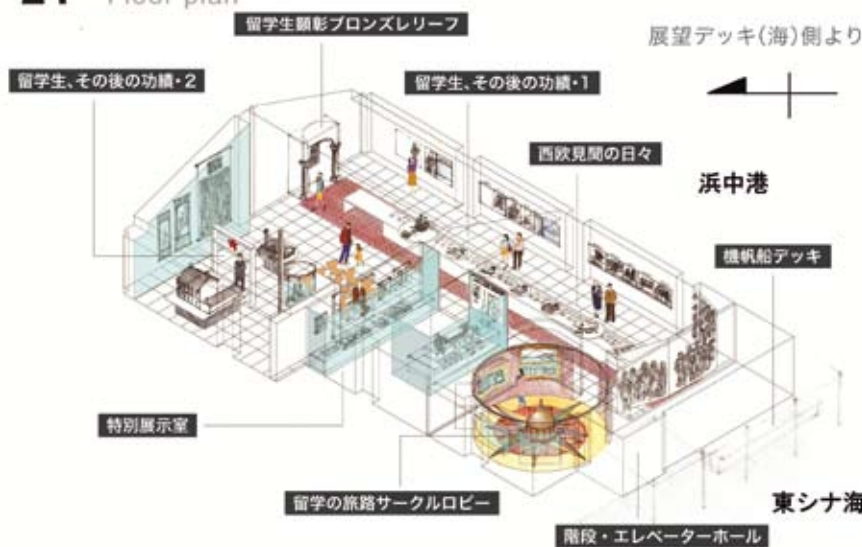 Floor plan
留学生顕彰ブロンズレリーフ
展望デッキ(海)側より
留学生、その後の功績・2
留学生、その後の功績・1
西欧見聞の日々
浜中港
機帆船デッキ
特別展示室
留学の旅路サークルロビー
東シナ海
階段・エレベーターホール